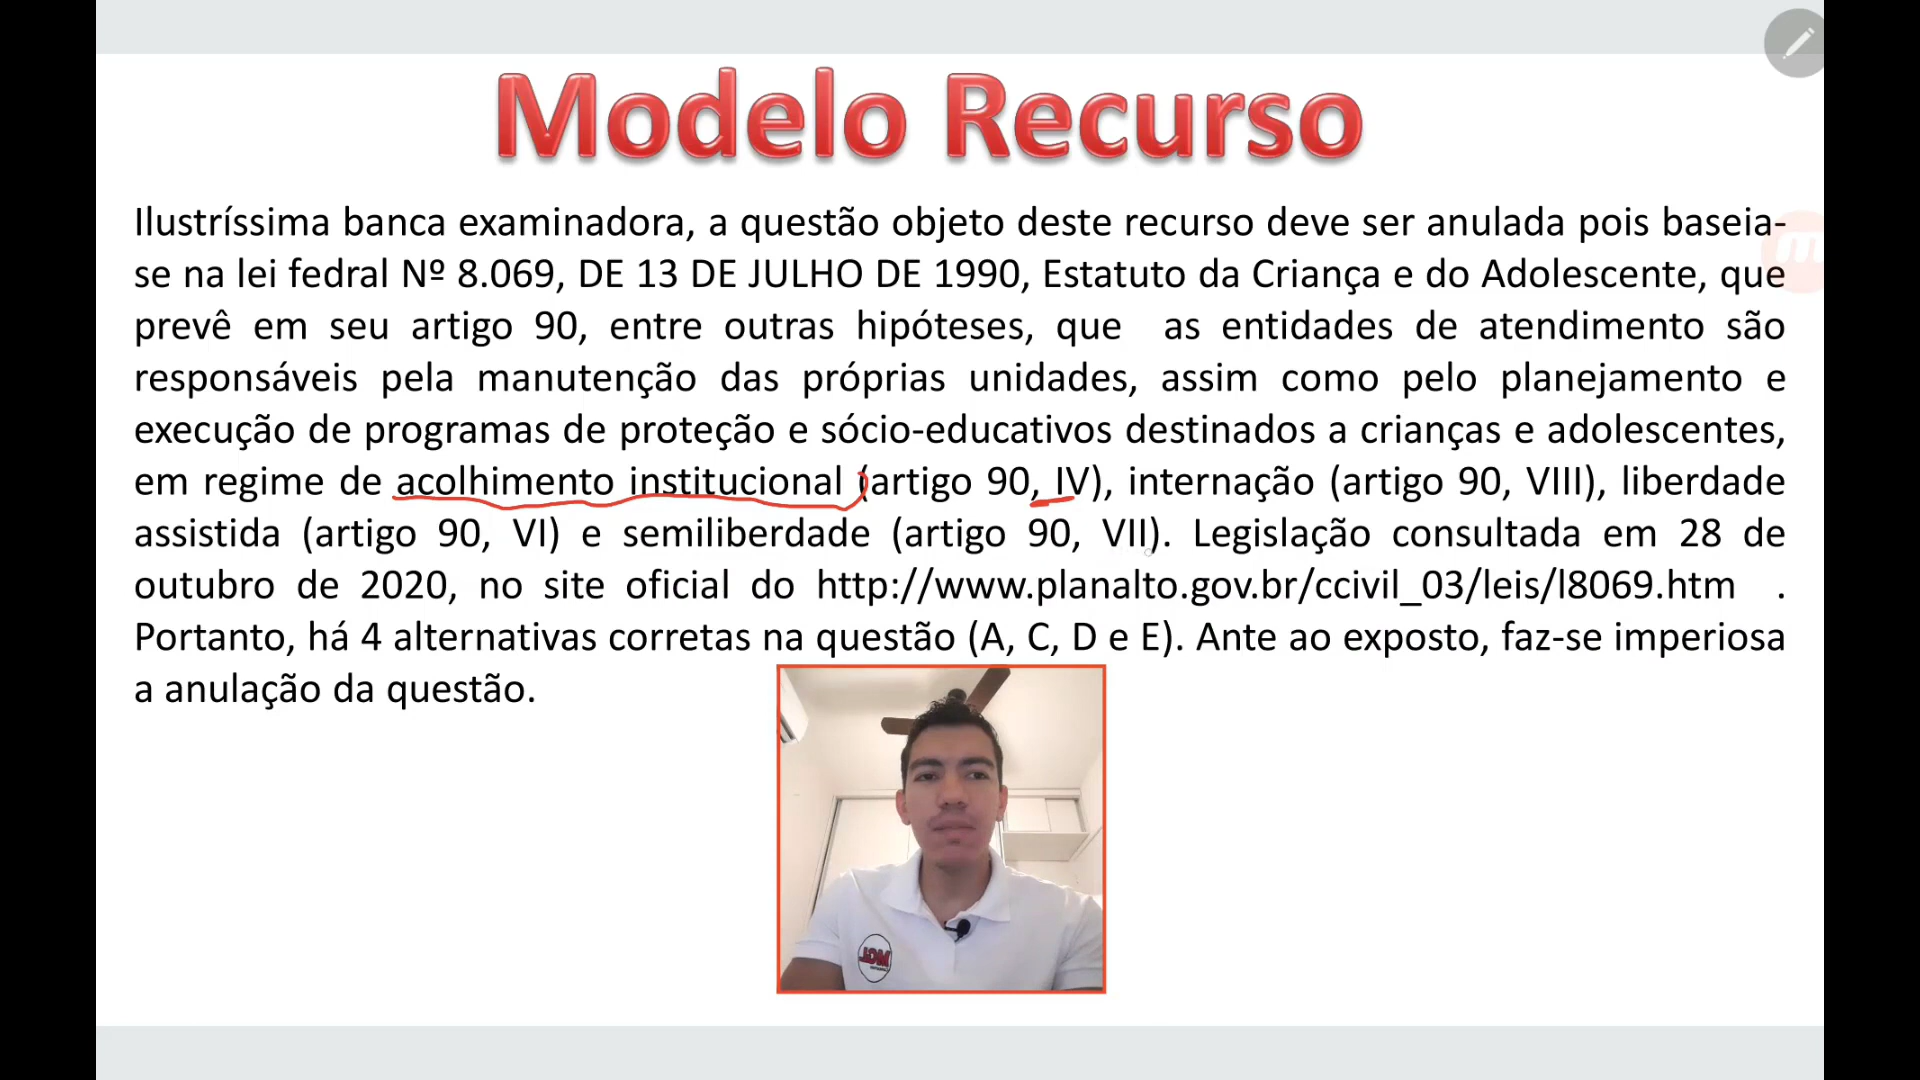 Modelo Recurso
Ilustríssima banca examinadora, a questão objeto deste recurso deve ser anulada pois baseia-
se na lei fedral Nº 8.069, DE 13 DE JULHO DE 1990, Estatuto da Criança e do Adolescente, que
prevê em seu artigo 90, entre outras hipóteses, que as entidades de atendimento são
responsáveis pela manutenção das próprias unidades, assim como pelo planejamento e
execução de programas de proteção e sócio-educativos destinados a crianças e adolescentes,
em regime de acolhimento institucional (artigo 90, IV), internação (artigo 90, VIII), liberdade
assistida (artigo 90, VI) e semiliberdade (artigo 90, VII). Legislação consultada em 28 de
outubro de 2020, no site oficial do http://www.planalto.gov.br/ccivil_03/leis/l8069.htm .
Portanto, há 4 alternativas corretas na questão (A, C, D e E). Ante ao exposto, faz-se imperiosa
a anulação da questão.